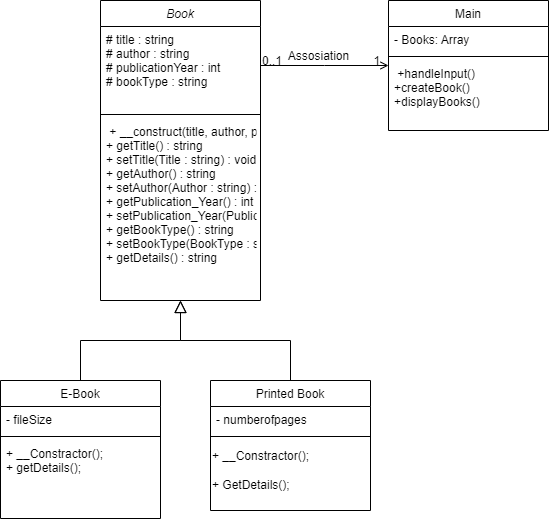 Book
# title : string
# author : string
# publicationYear : int
# bookType : string
+ __construct(title, author, p
+ getTitle() : string
+ setTitle(Title : string) : void
+ getAuthor() : string
+ setAuthor(Author : string) :
+ getPublication_Year() : int
+ setPublication_Year(Public
+ getBookType() : string
+ setBookType(BookType : s
+ getDetails() : string
0..1 Assosiation 1
Main
- Books: Array
+handleInput()
+createBook()
+displayBooks()
E-Book
- fileSize
+ __Constractor();
+ getDetails();
Printed Book
- numberofpages
+ __Constractor();
+ GetDetails();